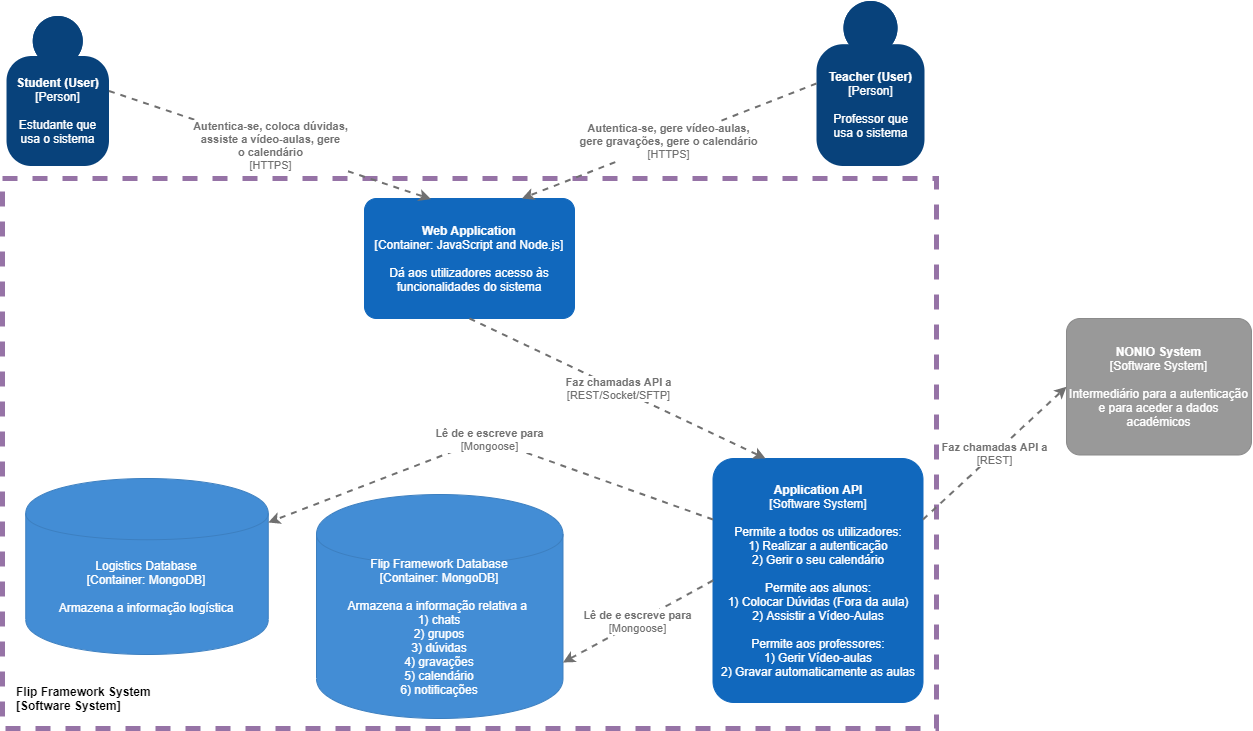 Student (User)
[Person]
Estudante que
usa o sistema
Teacher (User)
[Person]
Professor que
usa o sistema
Autentica-se, coloca dúvidas,
assiste a vídeo-aulas, gere
o calendário
[HTTPS]
Autentica-se, gere vídeo-aulas,
gere gravações, gere o calendário
[HTTPS]
Web Application
[Container: JavaScript and Node.js]
Dá aos utilizadores acesso às
funcionalidades do sistema
Faz chamadas API a
[REST/Socket/SFTP]
NONIO System
[Software System]
Intermediário para a autenticação
e para aceder a dados
académicos
Lê de e escreve para
[Mongoose]
Faz chamadas API a
[REST]
Application API
[Software System]
Permite a todos os utilizadores:
1) Realizar a autenticação
2) Gerir o seu calendário
Permite aos alunos:
1) Colocar Dúvidas (Fora da aula)
2) Assistir a Vídeo-Aulas
Permite aos professores:
1) Gerir Vídeo-aulas
2) Gravar automaticamente as aulas
Logistics Database
[Container: MongoDB]
Armazena a informação logística
Flip Framework Database
[Container: MongoDB]
Armazena a informação relativa a
1) chats
2) grupos
3) dúvidas
4) gravações
5) calendário
6) notificações
Lê de e escreve para
[Mongoose]
Flip Framework System
[Software System]